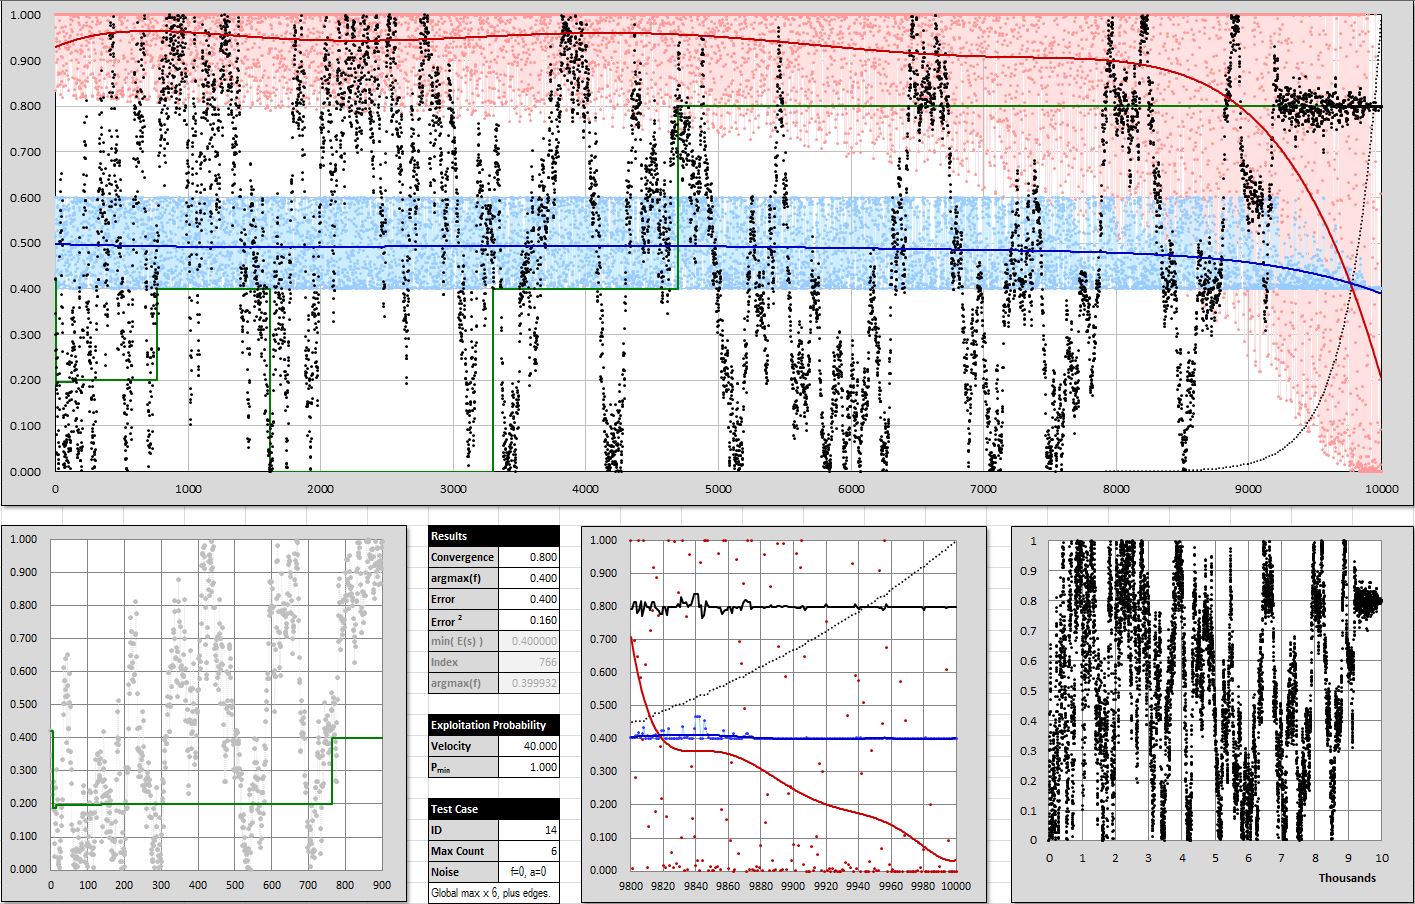 1.000
0.900
0.800
0.700
0.600
0.500
0.400
0.300
0.200
0.100
0.000
0 1000 2000 3000 4000 5000 6000 7000 8000 9000 10000
1.000
0.900
0.800
0.700
0.600
0.500
0.400
0.300
0.200
0.100
0.000
0 100 200 300 400 500 600 700 800 900
Results
Convergence 0.800
argmax(f) 0.400
Error 0.400
Error 2 0.160
min( E(s) ) 0.400000
Index 766
argmax(f) 0.399932
Exploitation Probability
Velocity 40.000
Pmin 1.000
Test Case
ID 14
Max Count 6
Noise f=0, a=0
Global max x 6, plus edges.
1.000
0.900
0.800
0.700
0.600
0.500
0.400
0.300
0.200
0.100
0.000
9800 9820 9840 9860 9880 9900 9920 9940 9960 9980 10000
1
0.9
0.8
0.7
0.6
0.5
0.4
0.3
0.2
0.1
0
0 1 2 3 4 5 6 7 8 9 10
Thousands